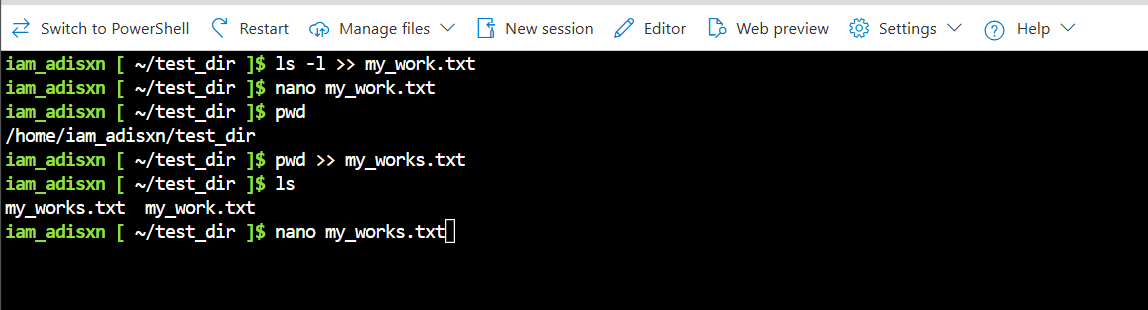 Switch to PowerShell Restart Manage files New session Editor Web preview Settings Help
iam_adisxn [ ~/test_dir ]$ ls -l >> my_work.txt
iam_adisxn [ ~/test_dir ]$ nano my_work.txt
iam_adisxn [ ~/test_dir ]$ pwd
/home/iam_adisxn/test_dir
iam_adisxn [ ~/test_dir ]$ pwd >> my_works.txt
iam_adisxn [ ~/test_dir ]$ ls
my_works.txt  my_work.txt
iam_adisxn [ ~/test_dir ]$ nano my_works.txt